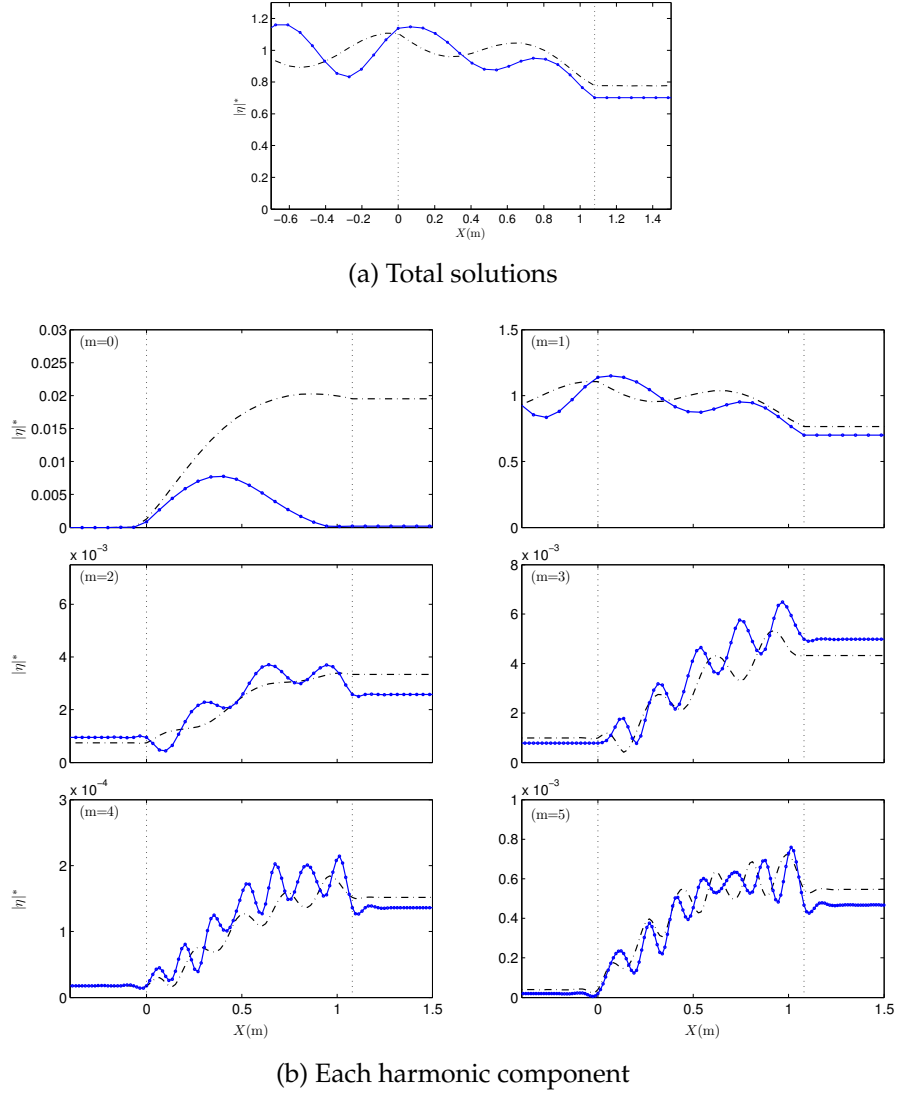 1.2
1
0.8
0.6
0.4
0.2
0
|η|*
−0.6 −0.4 −0.2 0 0.2 0.4 0.6 0.8 1 1.2 1.4
X(m)
(a) Total solutions
0.03
0.025
0.02
0.015
0.01
0.005
0
|η|*
(m=0)
1.5
1
0.5
0
(m=1)
x 10⁻³
6
4
2
0
|η|*
(m=2)
x 10⁻³
8
6
4
2
0
(m=3)
x 10⁻⁴
3
2
1
0
|η|*
(m=4)
0 0.5 1 1.5
X(m)
x 10⁻³
1
0.8
0.6
0.4
0.2
0
(m=5)
0 0.5 1 1.5
X(m)
(b) Each harmonic component